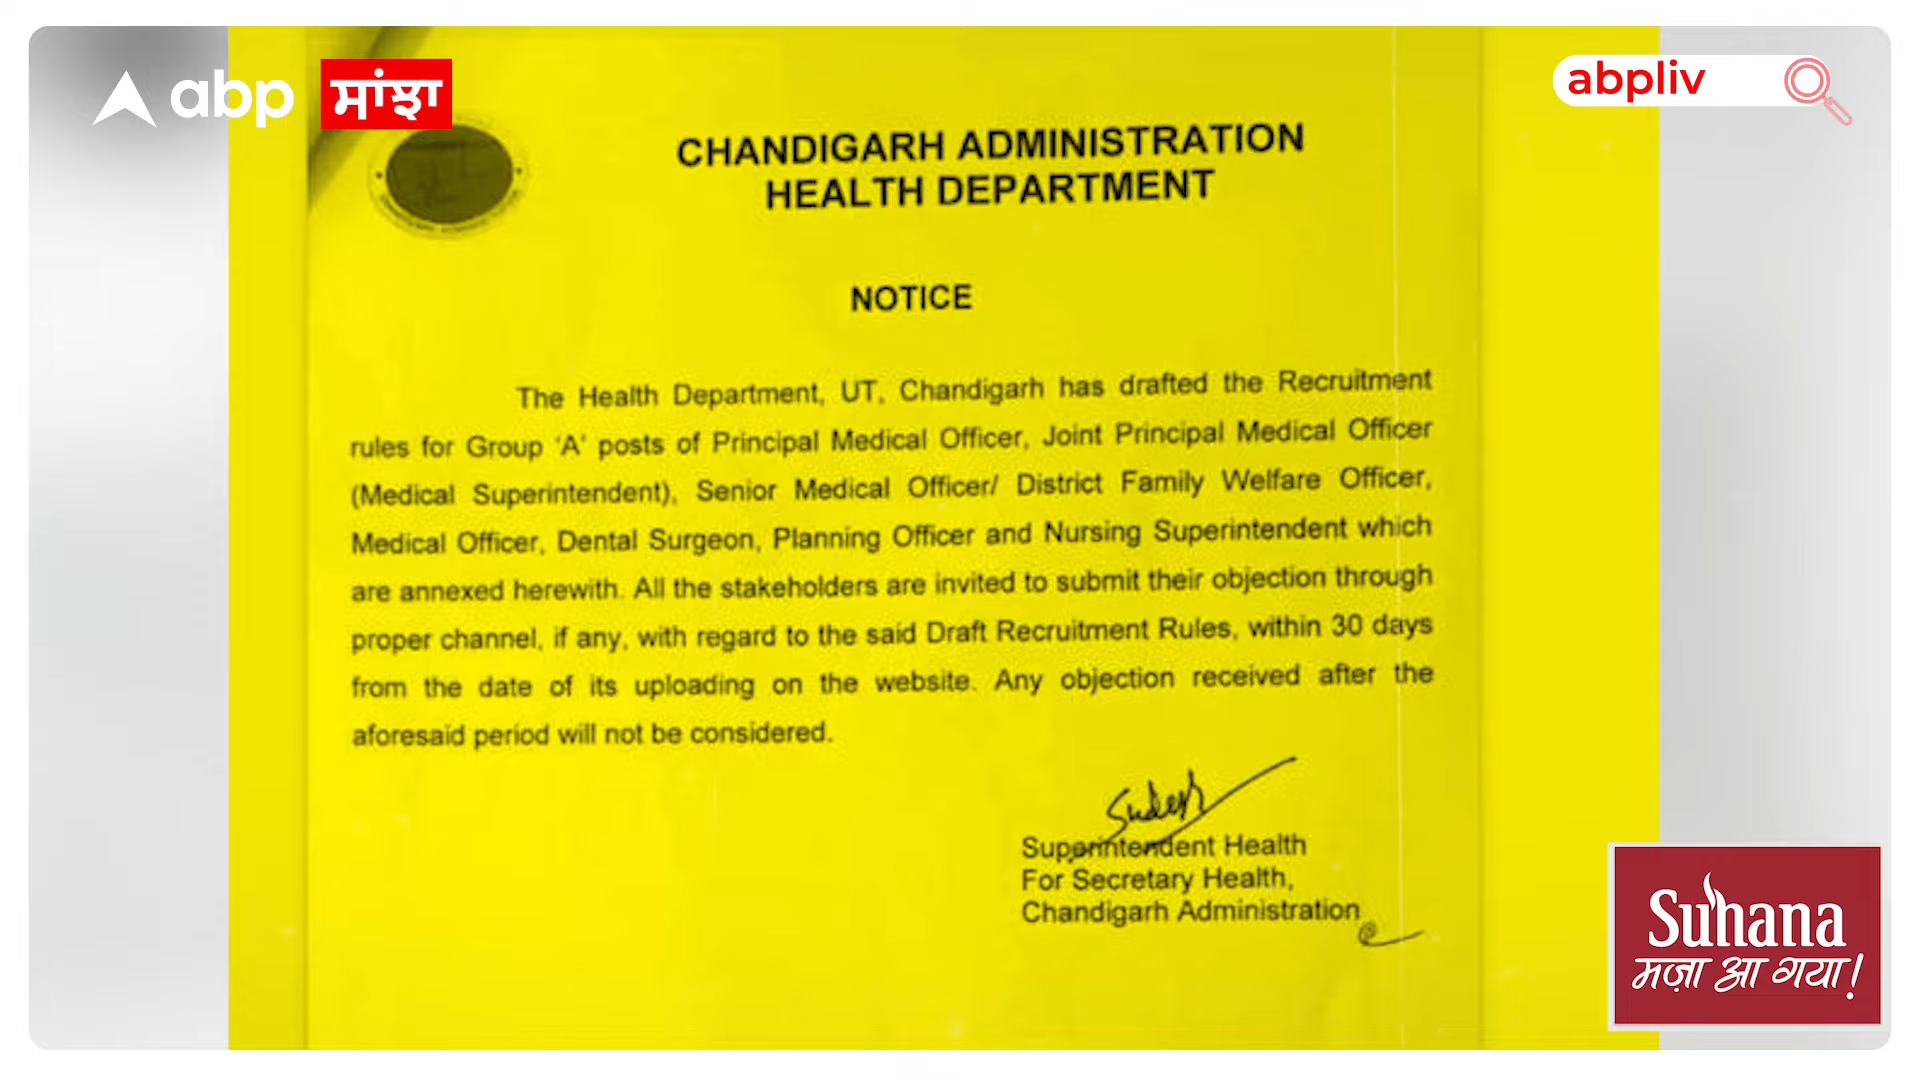 abp ਸਾਂਝਾ
abpliv
CHANDIGARH ADMINISTRATION
HEALTH DEPARTMENT
NOTICE
The Health Department, UT, Chandigarh has drafted the Recruitment
rules for Group 'A' posts of Principal Medical Officer, Joint Principal Medical Officer
(Medical Superintendent), Senior Medical Officer/ District Family Welfare Officer,
Medical Officer, Dental Surgeon, Planning Officer and Nursing Superintendent which
are annexed herewith. All the stakeholders are invited to submit their objection through
proper channel, if any, with regard to the said Draft Recruitment Rules, within 30 days
from the date of its uploading on the website. Any objection received after the
aforesaid period will not be considered.
Superintendent Health
For Secretary Health,
Chandigarh Administration
Suhana
मज़ा आ गया!